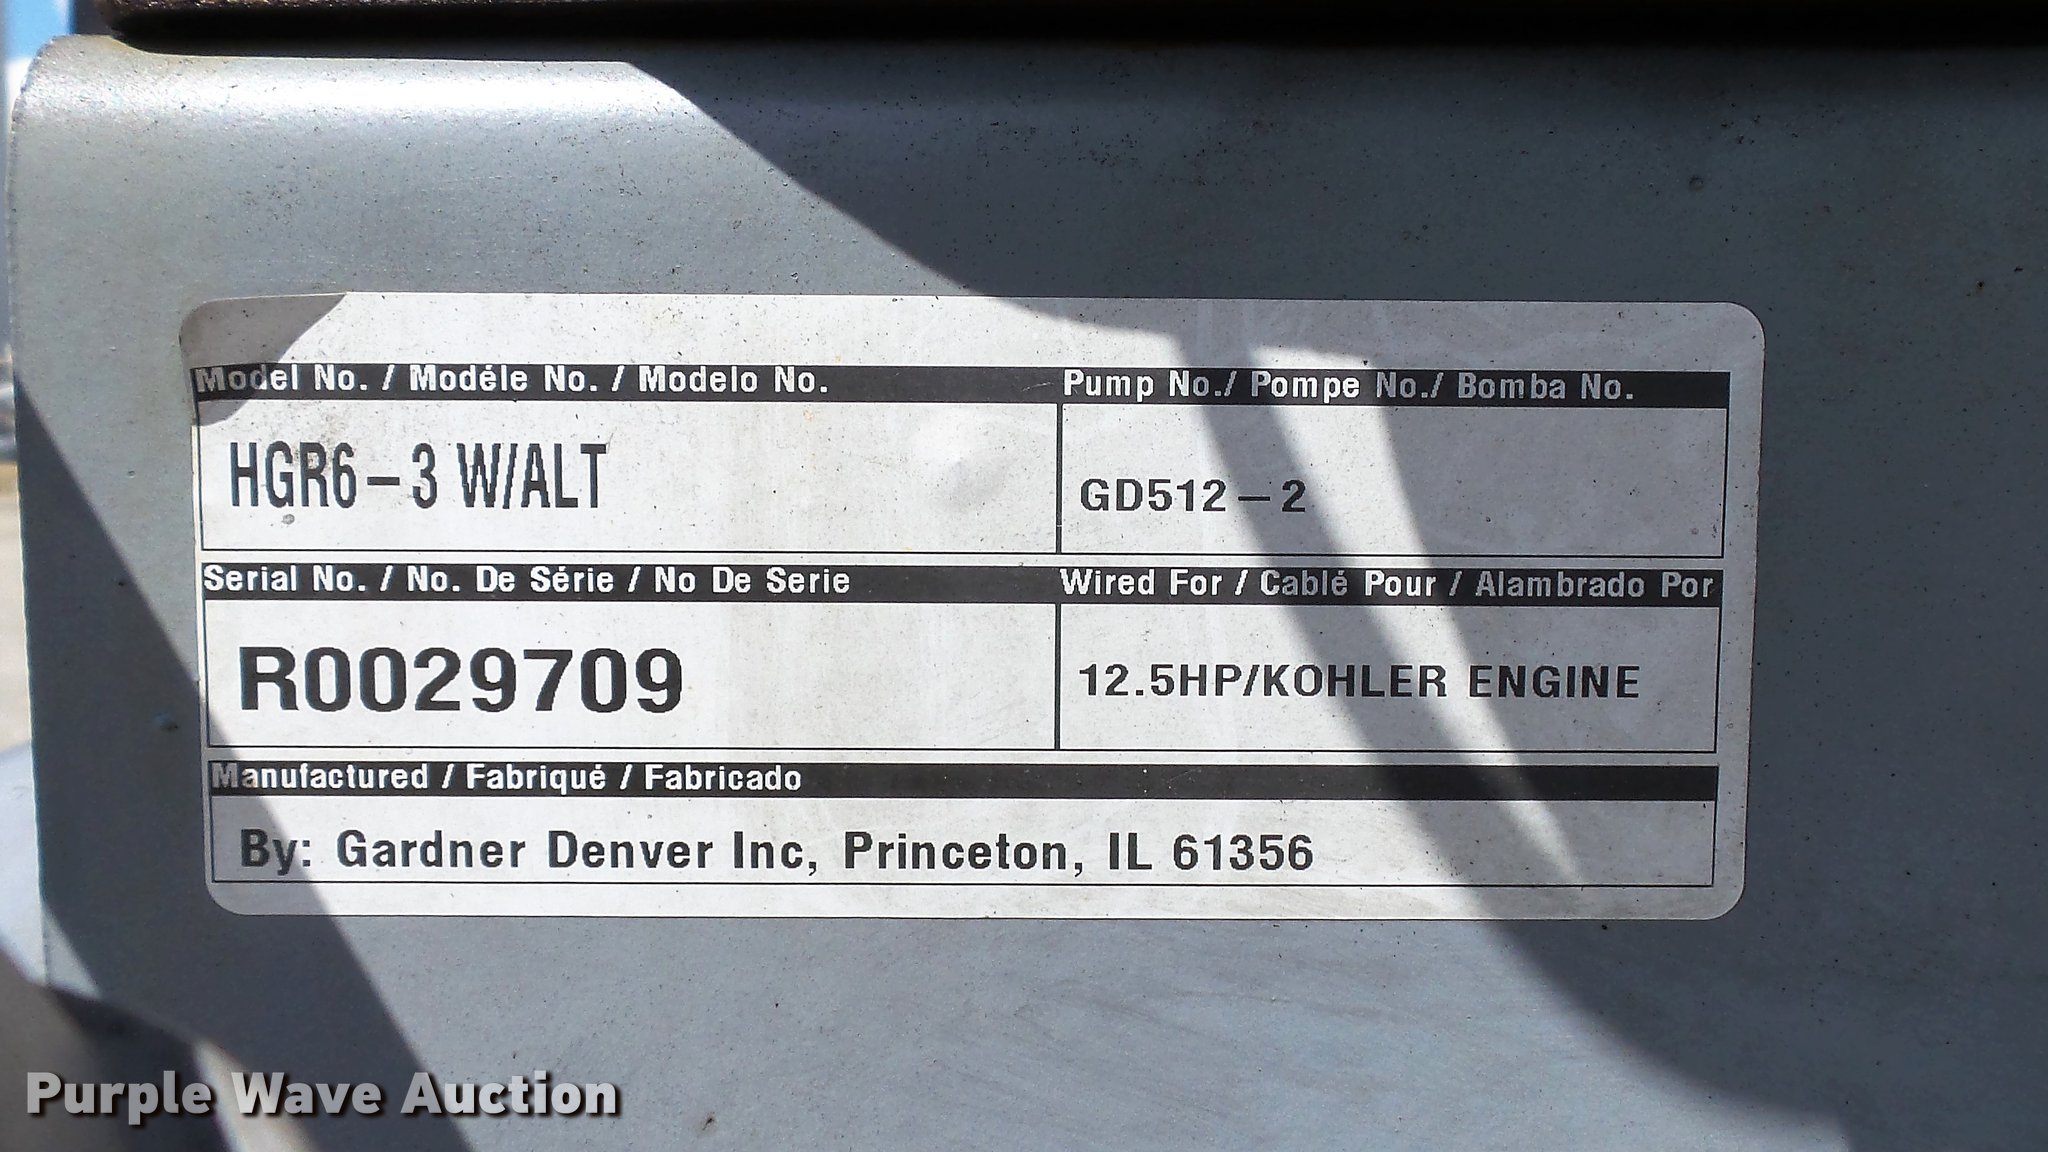 Model No. / Modéle No. / Modelo No.
Pump No./ Pompe No./ Bomba No.
HGR6-3 W/ALT
GD512-2
Serial No. / No. De Série / No De Serie
Wired For / Cablé Pour / Alambrado Por
R0029709
12.5HP/KOHLER ENGINE
Manufactured / Fabriqué / Fabricado
By: Gardner Denver Inc, Princeton, IL 61356
Purple Wave Auction